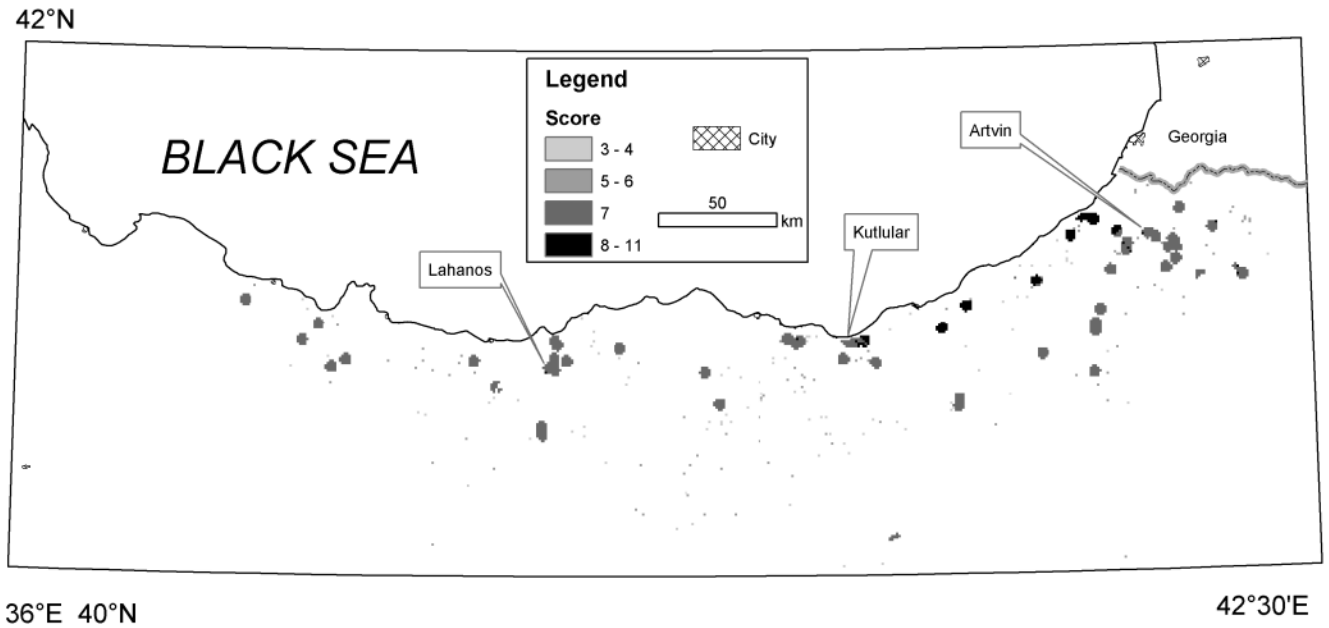 42°N
BLACK SEA
Legend
Score
3 - 4
5 - 6
7
8 - 11
City
50
km
Artvin
Georgia
Kutlular
Lahanos
36°E 40°N
42°30'E